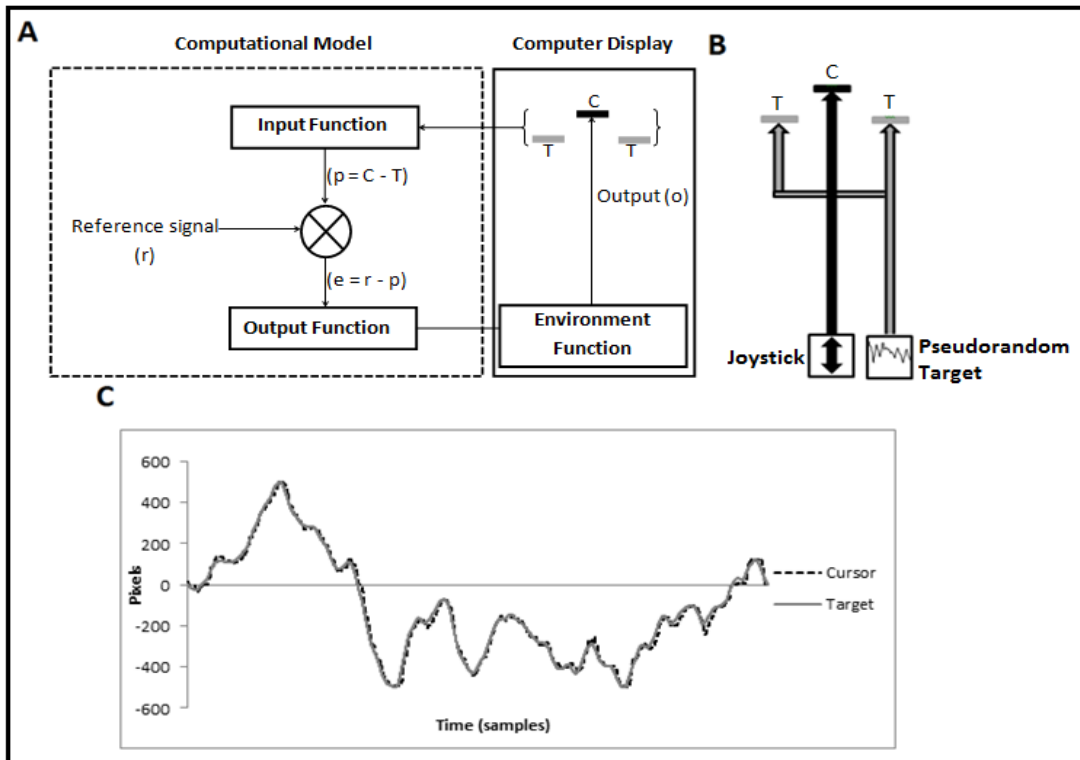 A
Computational Model
Computer Display
B
Input Function
C
T
T
(p = C - T)
Output (o)
Reference signal
(r)
(e = r - p)
Output Function
Environment
Function
C
T
T
Joystick
Pseudorandom
Target
C
600
400
200
0
-200
-400
-600
Pixels
Time (samples)
Cursor
Target